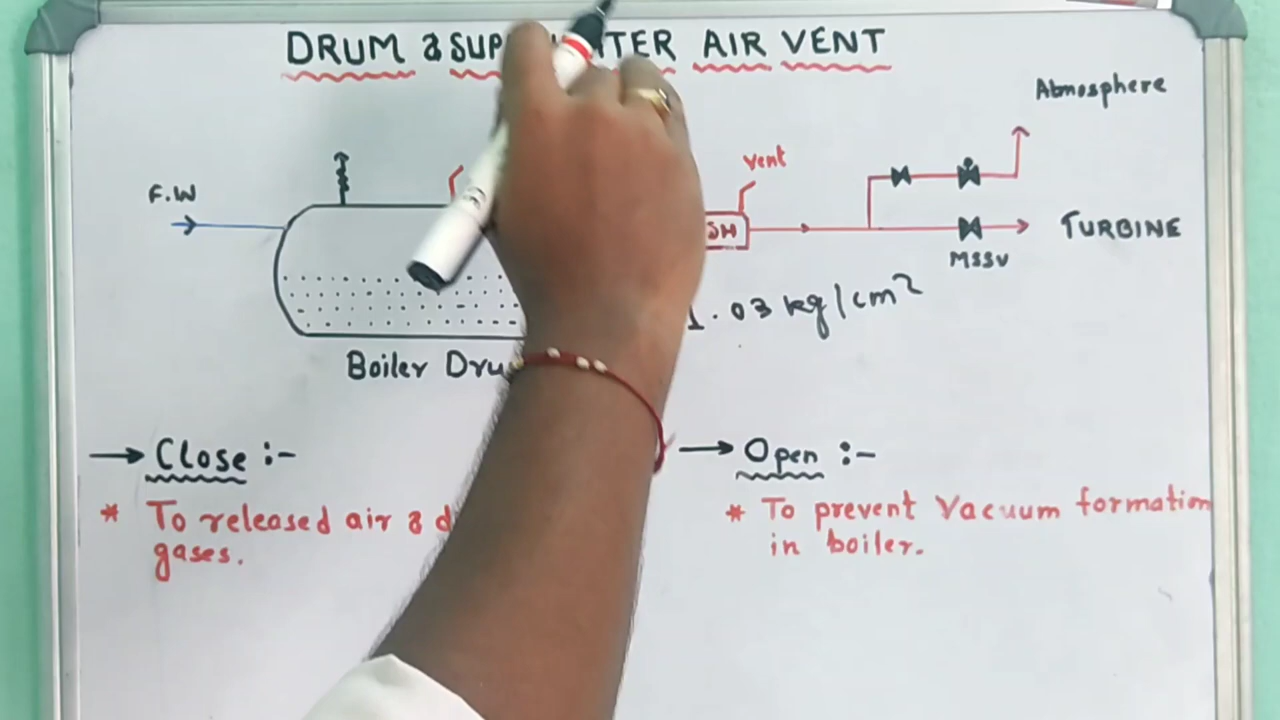 DRUM & SUP TER AIR VENT
Atmosphere
Vent
F.W
SH
TURBINE
MSSV
1.03 kg/cm²
Boiler Dru
→ Close :-
* To released air & d
gases.
→ Open :-
* To prevent Vacuum formation
in boiler.